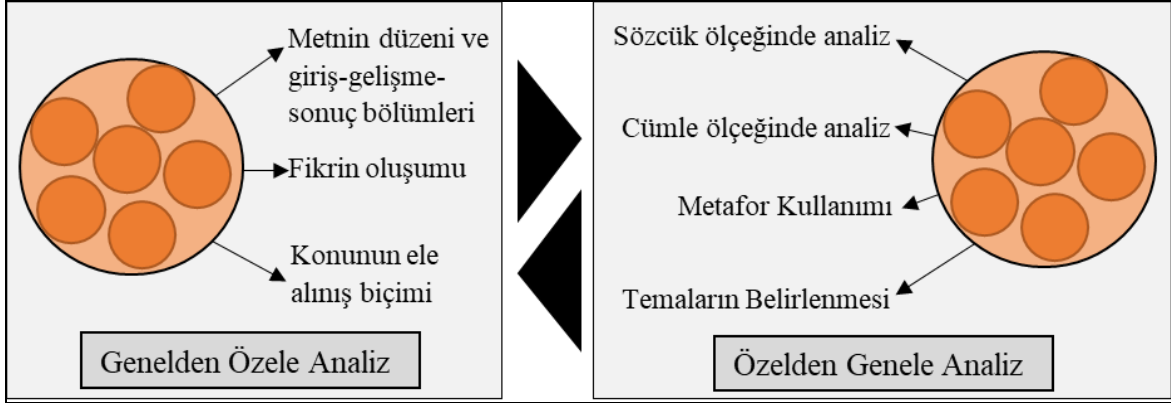 Metnin düzeni ve
giriş-gelişme-
sonuç bölümleri
Fikrin oluşumu
Konunun ele
alınış biçimi
Genelden Özele Analiz
Sözcük ölçeğinde analiz
Cümle ölçeğinde analiz
Metafor Kullanımı
Temaların Belirlenmesi
Özelden Genele Analiz